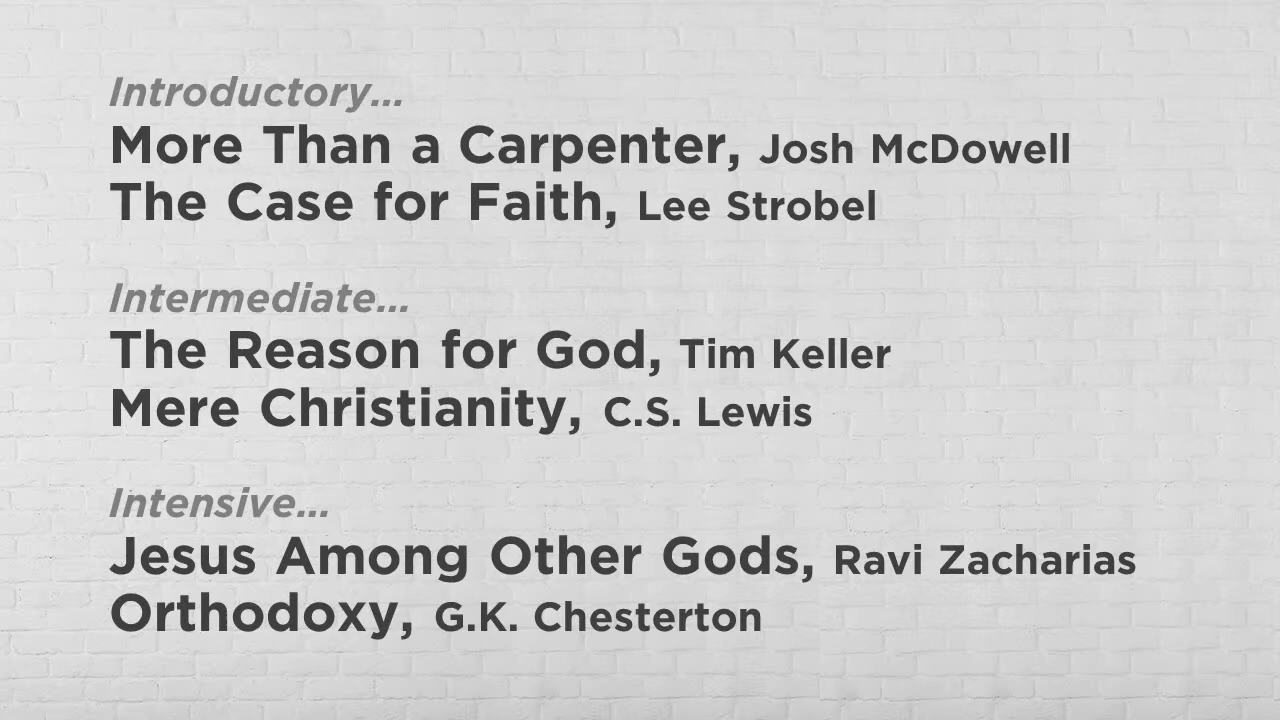 Introductory...
More Than a Carpenter, Josh McDowell
The Case for Faith, Lee Strobel
Intermediate...
The Reason for God, Tim Keller
Mere Christianity, C.S. Lewis
Intensive...
Jesus Among Other Gods, Ravi Zacharias
Orthodoxy, G.K. Chesterton